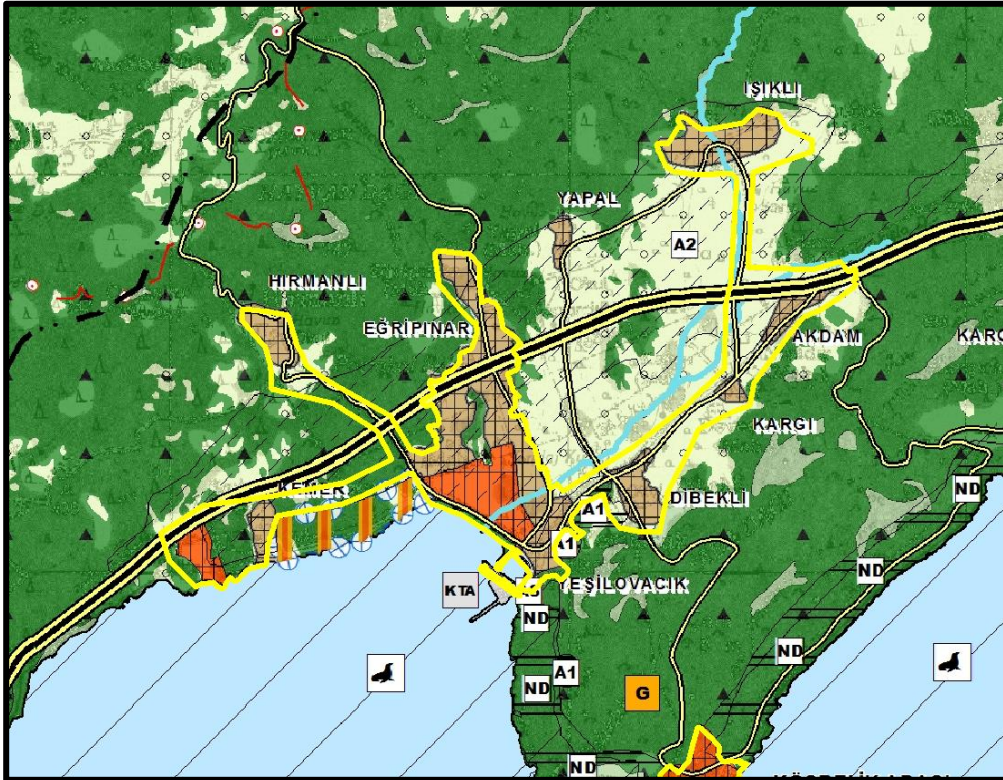 IŞIKLI
YAPAL
A2
HIRMANLI
EĞRİPINAR
AKDAM
KARG
KARGI
KEMER
DİBEKLİ
ND
A1
A1
ND
KTA
YEŞİLOVACIK
ND
ND
A1
ND
G
ND